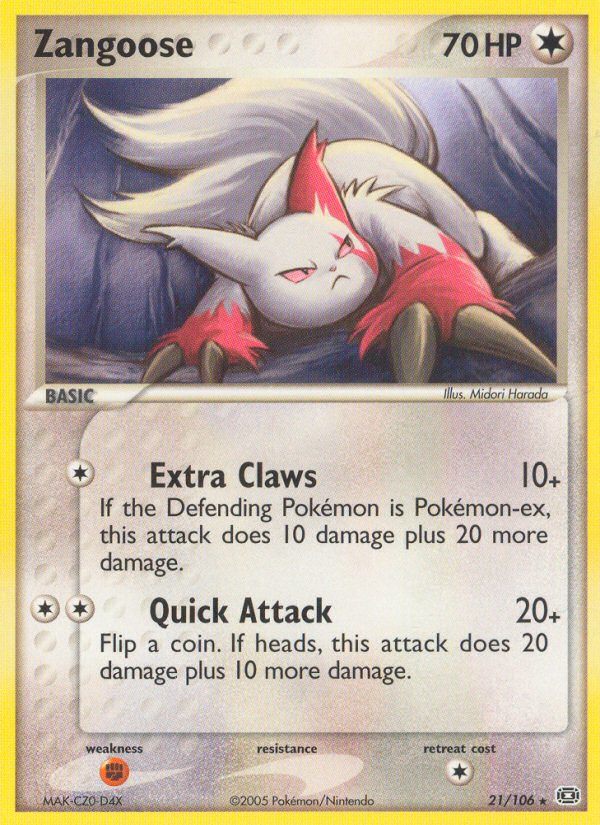 Zangoose 70 HP
BASIC Illus. Midori Harada
Extra Claws 10+
If the Defending Pokémon is Pokémon-ex,
this attack does 10 damage plus 20 more
damage.
Quick Attack 20+
Flip a coin. If heads, this attack does 20
damage plus 10 more damage.
weakness resistance retreat cost
MAK-CZ0-D4X ©2005 Pokémon/Nintendo 21/106 ★